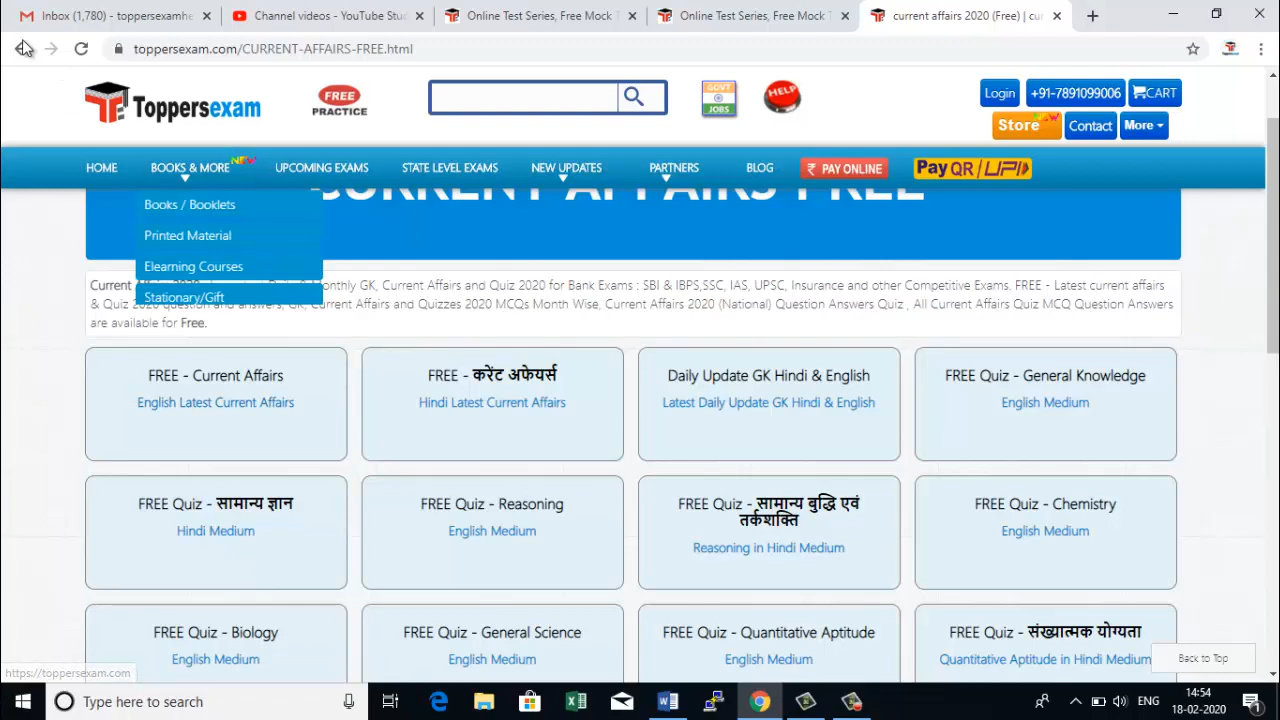 Inbox (1,780) - toppersexamhe
Channel videos - YouTube Stu
Online Test Series, Free Mock T
Online Test Series, Free Mock T
current affairs 2020 (Free) | cu
toppersexam.com/CURRENT-AFFAIRS-FREE.html
Toppersexam
FREE
PRACTICE
GOVT
JOBS
HELP
Login
+91-7891099006
CART
Store
Contact
More
HOME
BOOKS & MORE NEW
UPCOMING EXAMS
STATE LEVEL EXAMS
NEW UPDATES
PARTNERS
BLOG
₹ PAY ONLINE
Pay QR UPI
CURRENT AFFAIRS FREE
Books / Booklets
Printed Material
Elearning Courses
Stationary/Gift
Current Monthly GK, Current Affairs and Quiz 2020 for Bank Exams : SBI & IBPS,SSC, IAS, UPSC, Insurance and other Competitive Exams. FREE - Latest current affairs
& Quiz 2020 question and answers, GK, Current Affairs and Quizzes 2020 MCQs Month Wise, Current Affairs 2020 (National) Question Answers Quiz , All Current Affairs Quiz MCQ Question Answers
are available for Free.
FREE - Current Affairs
English Latest Current Affairs
FREE - करेंट अफेयर्स
Hindi Latest Current Affairs
Daily Update GK Hindi & English
Latest Daily Update GK Hindi & English
FREE Quiz - General Knowledge
English Medium
FREE Quiz - सामान्य ज्ञान
Hindi Medium
FREE Quiz - Reasoning
English Medium
FREE Quiz - सामान्य बुद्धि एवं
तर्कशक्ति
Reasoning in Hindi Medium
FREE Quiz - Chemistry
English Medium
FREE Quiz - Biology
English Medium
FREE Quiz - General Science
English Medium
FREE Quiz - Quantitative Aptitude
English Medium
FREE Quiz - संख्यात्मक योग्यता
Quantitative Aptitude in Hindi Medium
Back to Top
https://toppersexam.com
Type here to search
ENG
14:54
18-02-2020
1